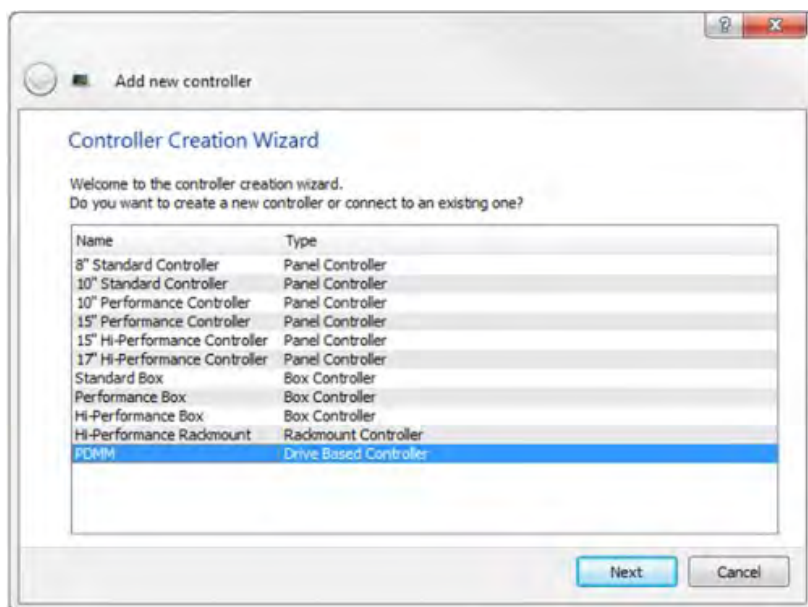 Add new controller
Controller Creation Wizard
Welcome to the controller creation wizard.
Do you want to create a new controller or connect to an existing one?
Name Type
8" Standard Controller Panel Controller
10" Standard Controller Panel Controller
10" Performance Controller Panel Controller
15" Performance Controller Panel Controller
15" Hi-Performance Controller Panel Controller
17" Hi-Performance Controller Panel Controller
Standard Box Box Controller
Performance Box Box Controller
Hi-Performance Box Box Controller
Hi-Performance Rackmount Rackmount Controller
PDMM Drive Based Controller
Next Cancel